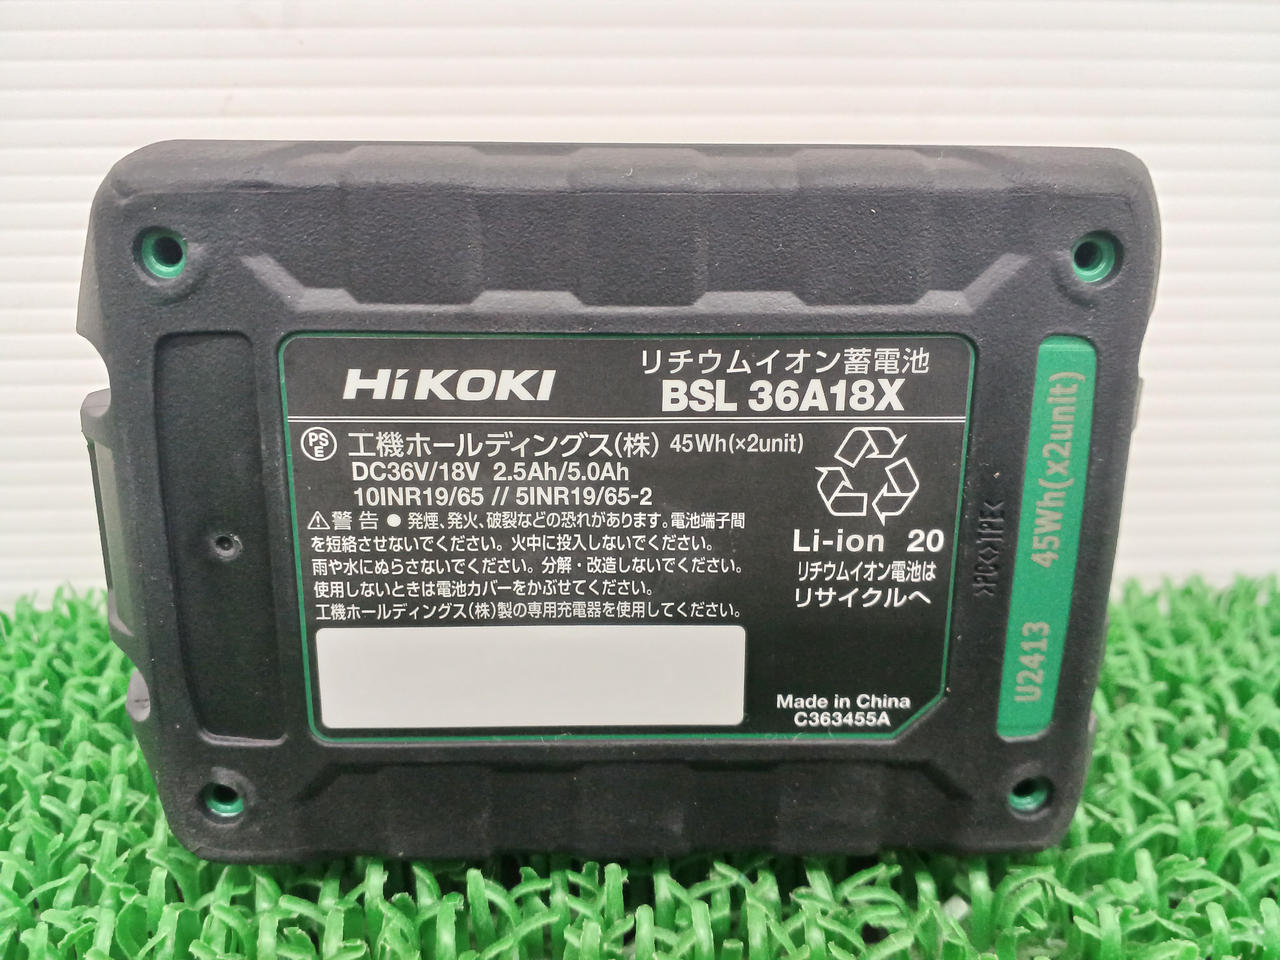 HiKOKI
リチウムイオン蓄電池
BSL 36A18X
PS E
工機ホールディングス(株) 45Wh(×2unit)
DC36V/18V 2.5Ah/5.0Ah
10INR19/65 // 5INR19/65-2
⚠警告 ● 発煙、発火、破裂などの恐れがあります。電池端子間
を短絡させないでください。火中に投入しないでください。
雨や水にぬらさないでください。分解・改造しないでください。
使用しないときは電池カバーをかぶせてください。
工機ホールディングス(株)製の専用充電器を使用してください。
Li-ion 20
リチウムイオン電池は
リサイクルへ
Made in China
C363455A
>PC<>TPE<
U2413 45Wh(x2unit)